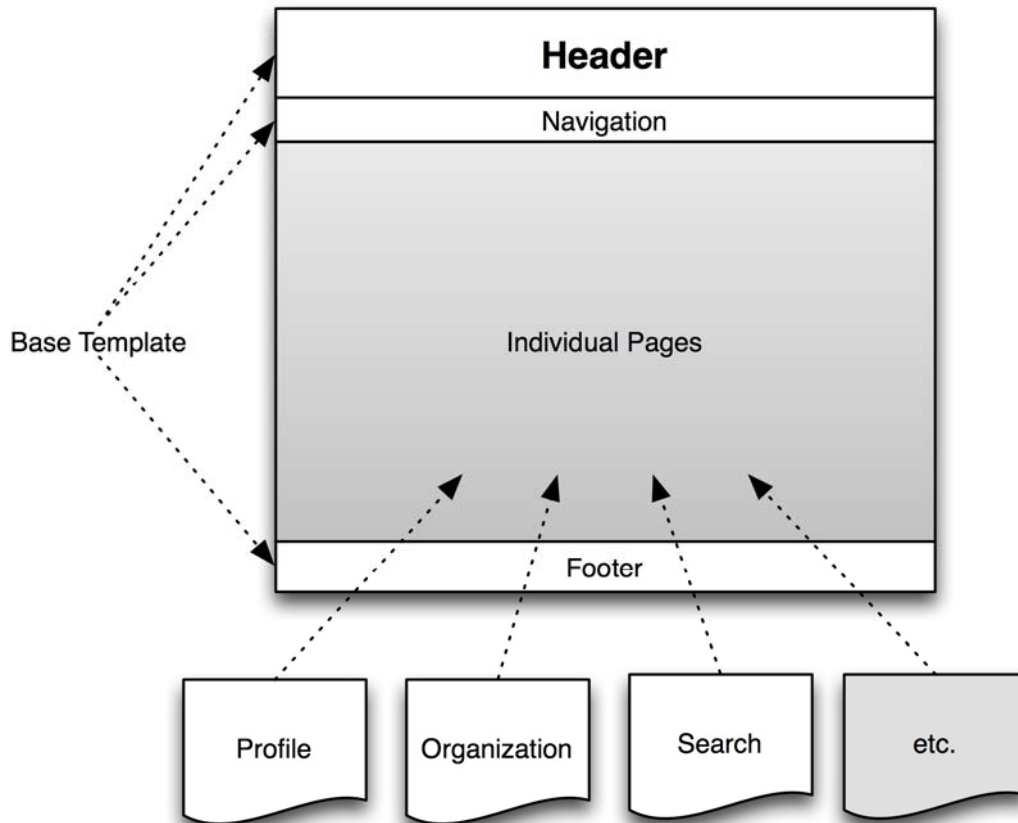 Header
Navigation
Base Template
Individual Pages
Footer
Profile
Organization
Search
etc.